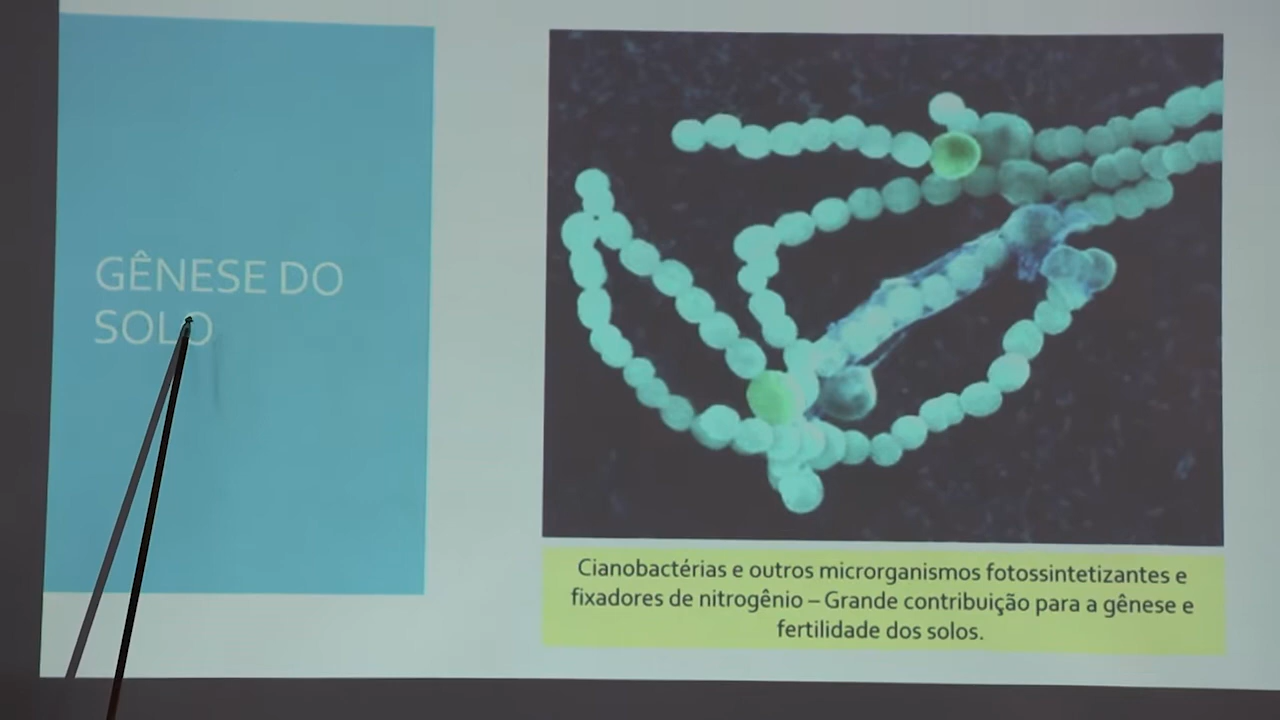 GÊNESE DO
SOLO
Cianobactérias e outros microrganismos fotossintetizantes e
fixadores de nitrogênio – Grande contribuição para a gênese e
fertilidade dos solos.